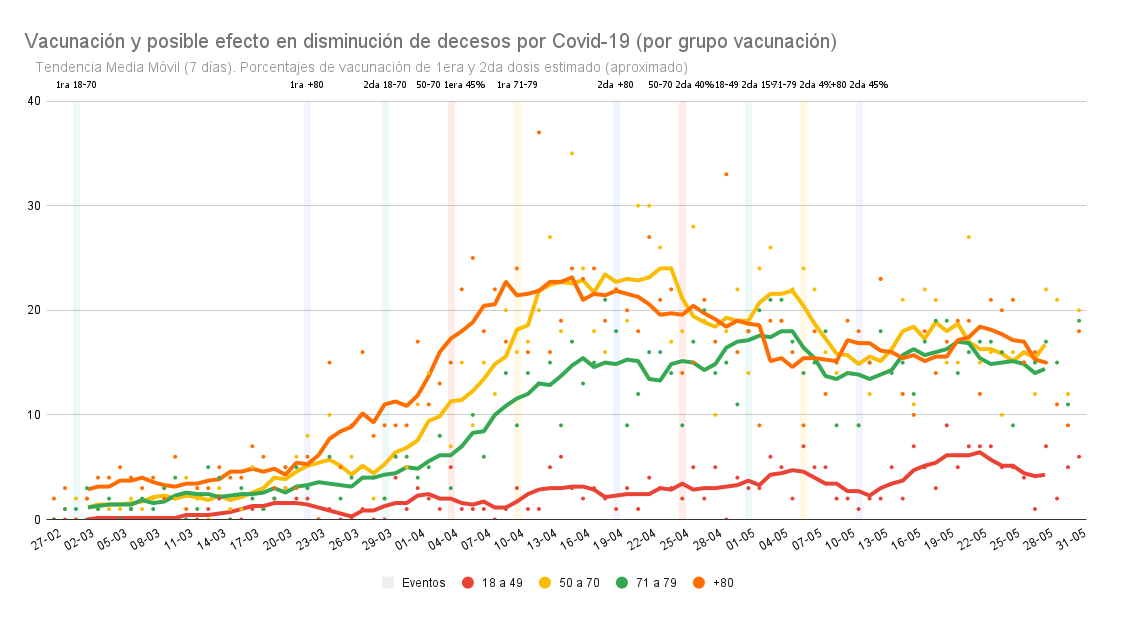 Vacunación y posible efecto en disminución de decesos por Covid-19 (por grupo vacunación)
Tendencia Media Móvil (7 días). Porcentajes de vacunación de 1era y 2da dosis estimado (aproximado)
1ra 18-70 1ra +80 2da 18-70 50-70 1era 45% 1ra 71-79 2da +80 50-70 2da 40% 18-49 2da 15% 71-79 2da 49% +80 2da 45%
40
30
20
10
0
27-02 02-03 05-03 08-03 11-03 14-03 17-03 20-03 23-03 26-03 29-03 01-04 04-04 07-04 10-04 13-04 16-04 19-04 22-04 25-04 28-04 01-05 04-05 07-05 10-05 13-05 16-05 19-05 22-05 25-05 28-05 31-05
Eventos 18 a 49 50 a 70 71 a 79 +80